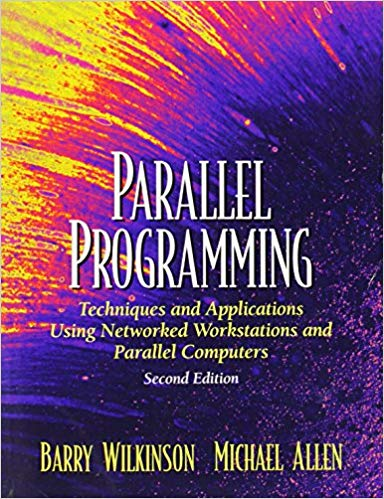 PARALLEL
PROGRAMMING
Techniques and Applications
Using Networked Workstations and
Parallel Computers
Second Edition
BARRY WILKINSON MICHAEL ALLEN